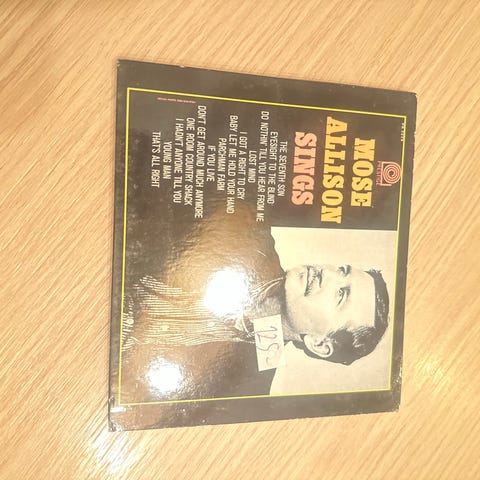 MOSE
ALLISON
SINGS
THE SEVENTH SON
EYESIGHT TO THE BLIND
DO NOTHIN' TILL YOU HEAR FROM ME
LOST MIND
I GOT A RIGHT TO CRY
BABY LET ME HOLD YOUR HAND
PARCHMAN FARM
IF YOU LIVE
DON'T GET AROUND MUCH ANYMORE
ONE ROOM COUNTRY SHACK
I HADN'T ANYONE TILL YOU
YOUNG MAN
THAT'S ALL RIGHT